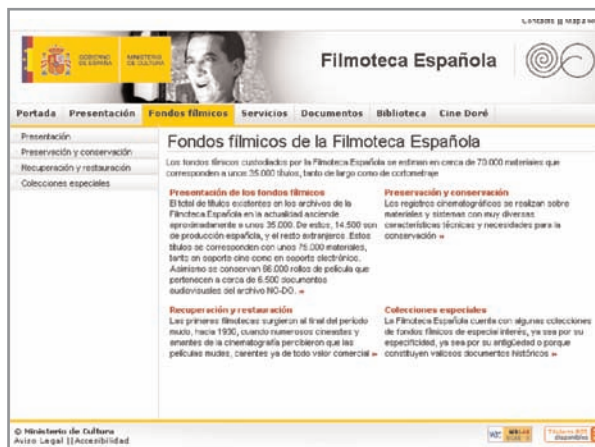 Contacto || Mapa
GOBIERNO
DE ESPAÑA
MINISTERIO
DE CULTURA
Filmoteca Española
Portada Presentación Fondos fílmicos Servicios Documentos Biblioteca Cine Doré
Presentación
Preservación y conservación
Recuperación y restauración
Colecciones especiales
Fondos fílmicos de la Filmoteca Española
Los fondos fílmicos custodiados por la Filmoteca Española se estiman en cerca de 70.000 materiales que
corresponden a unos 35.000 títulos, tanto de largo como de cortometraje
Presentación de los fondos fílmicos
El total de títulos existentes en los archivos de la
Filmoteca Española en la actualidad asciende
aproximadamente a unos 35.000. De estos, 14.500 son
de producción española, y el resto extranjeros. Estos
títulos se corresponden con unos 75.000 materiales,
tanto en soporte cine como en soporte electrónico.
Asimismo se conservan 66.000 rollos de película que
pertenecen a cerca de 6.500 documentos
audiovisuales del archivo NO-DO. »
Preservación y conservación
Los registros cinematográficos se realizan sobre
materiales y sistemas con muy diversas
características técnicas y necesidades para la
conservación »
Recuperación y restauración
Las primeras filmotecas surgieron al final del período
mudo, hacia 1930, cuando numerosos cineastas y
amantes de la cinematografía percibieron que las
películas mudas, carentes ya de todo valor comercial »
Colecciones especiales
La Filmoteca Española cuenta con algunas colecciones
de fondos fílmicos de especial interés, ya sea por su
especificidad, ya sea por su antigüedad o porque
constituyen valiosos documentos históricos »
© Ministerio de Cultura
Aviso Legal || Accesibilidad
W3C
Titulares RSS
disponibles